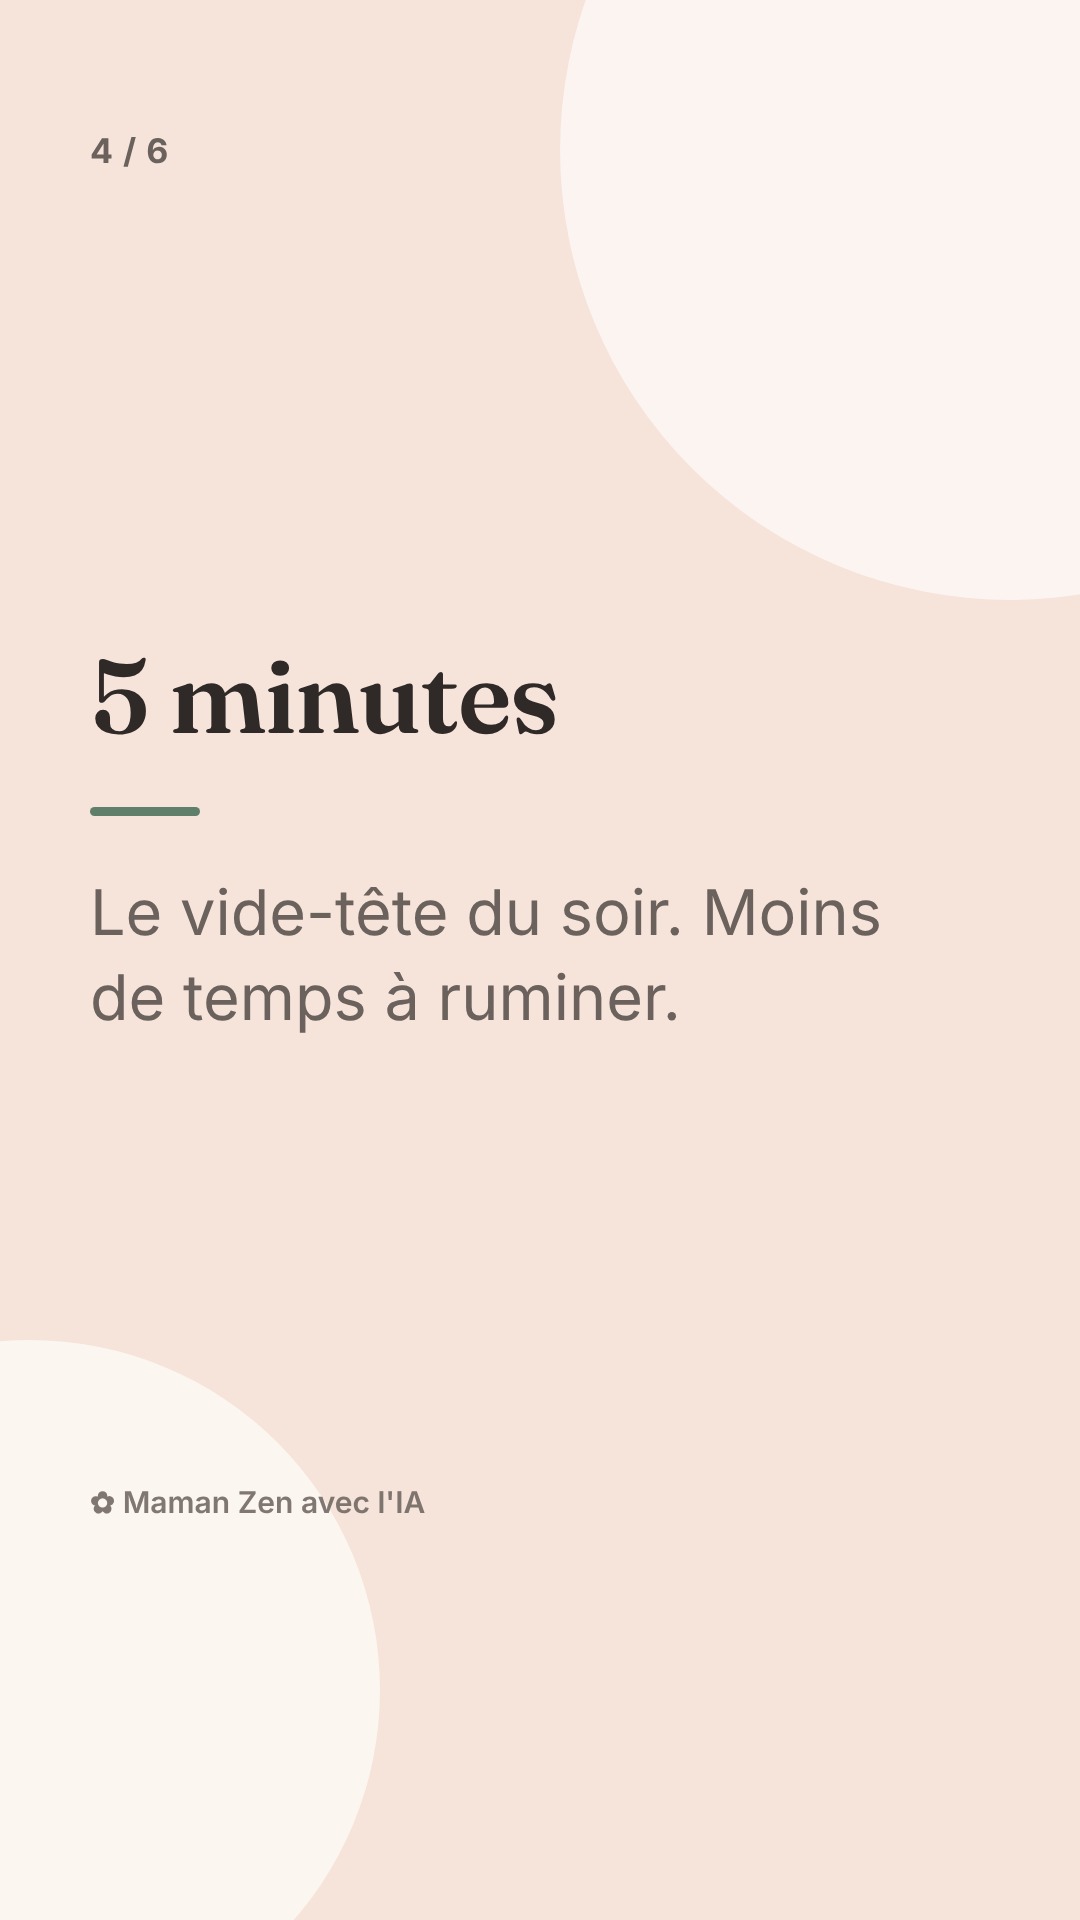 4 / 6
5 minutes
Le vide-tête du soir. Moins
de temps à ruminer.
✿ Maman Zen avec l'IA